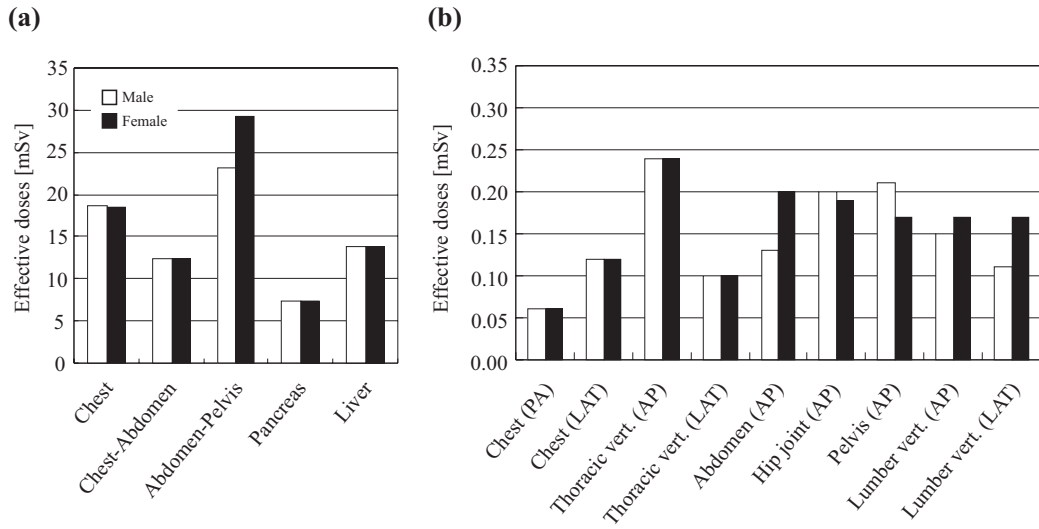 (a)
35
30
25
20
15
10
5
0
Effective doses [mSv]
Male
Female
Chest
Chest-Abdomen
Abdomen-Pelvis
Pancreas
Liver
(b)
0.35
0.30
0.25
0.20
0.15
0.10
0.05
0.00
Effective doses [mSv]
Chest (PA)
Chest (LAT)
Thoracic vert. (AP)
Thoracic vert. (LAT)
Abdomen (AP)
Hip joint (AP)
Pelvis (AP)
Lumber vert. (AP)
Lumber vert. (LAT)